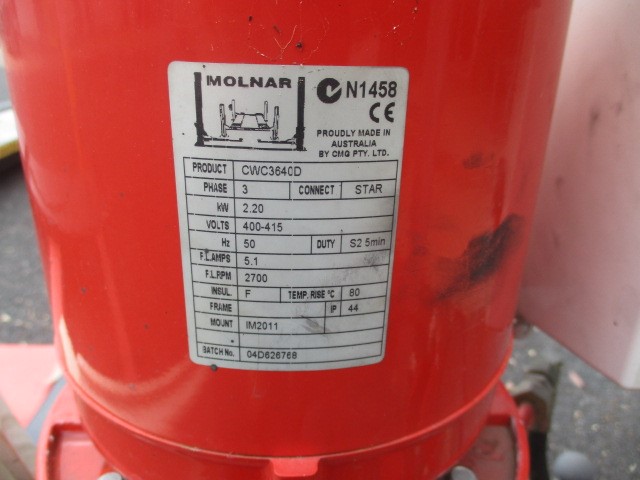 MOLNAR
N1458
CE
PROUDLY MADE IN
AUSTRALIA
BY CMG PTY. LTD.
PRODUCT CWC3640D
PHASE 3 CONNECT STAR
kW 2.20
VOLTS 400-415
Hz 50 DUTY S2 5min
F.L.AMPS 5.1
F.L.RPM 2700
INSUL. F TEMP. RISE °C 80
FRAME IP 44
MOUNT IM2011
BATCH No. 04D626768